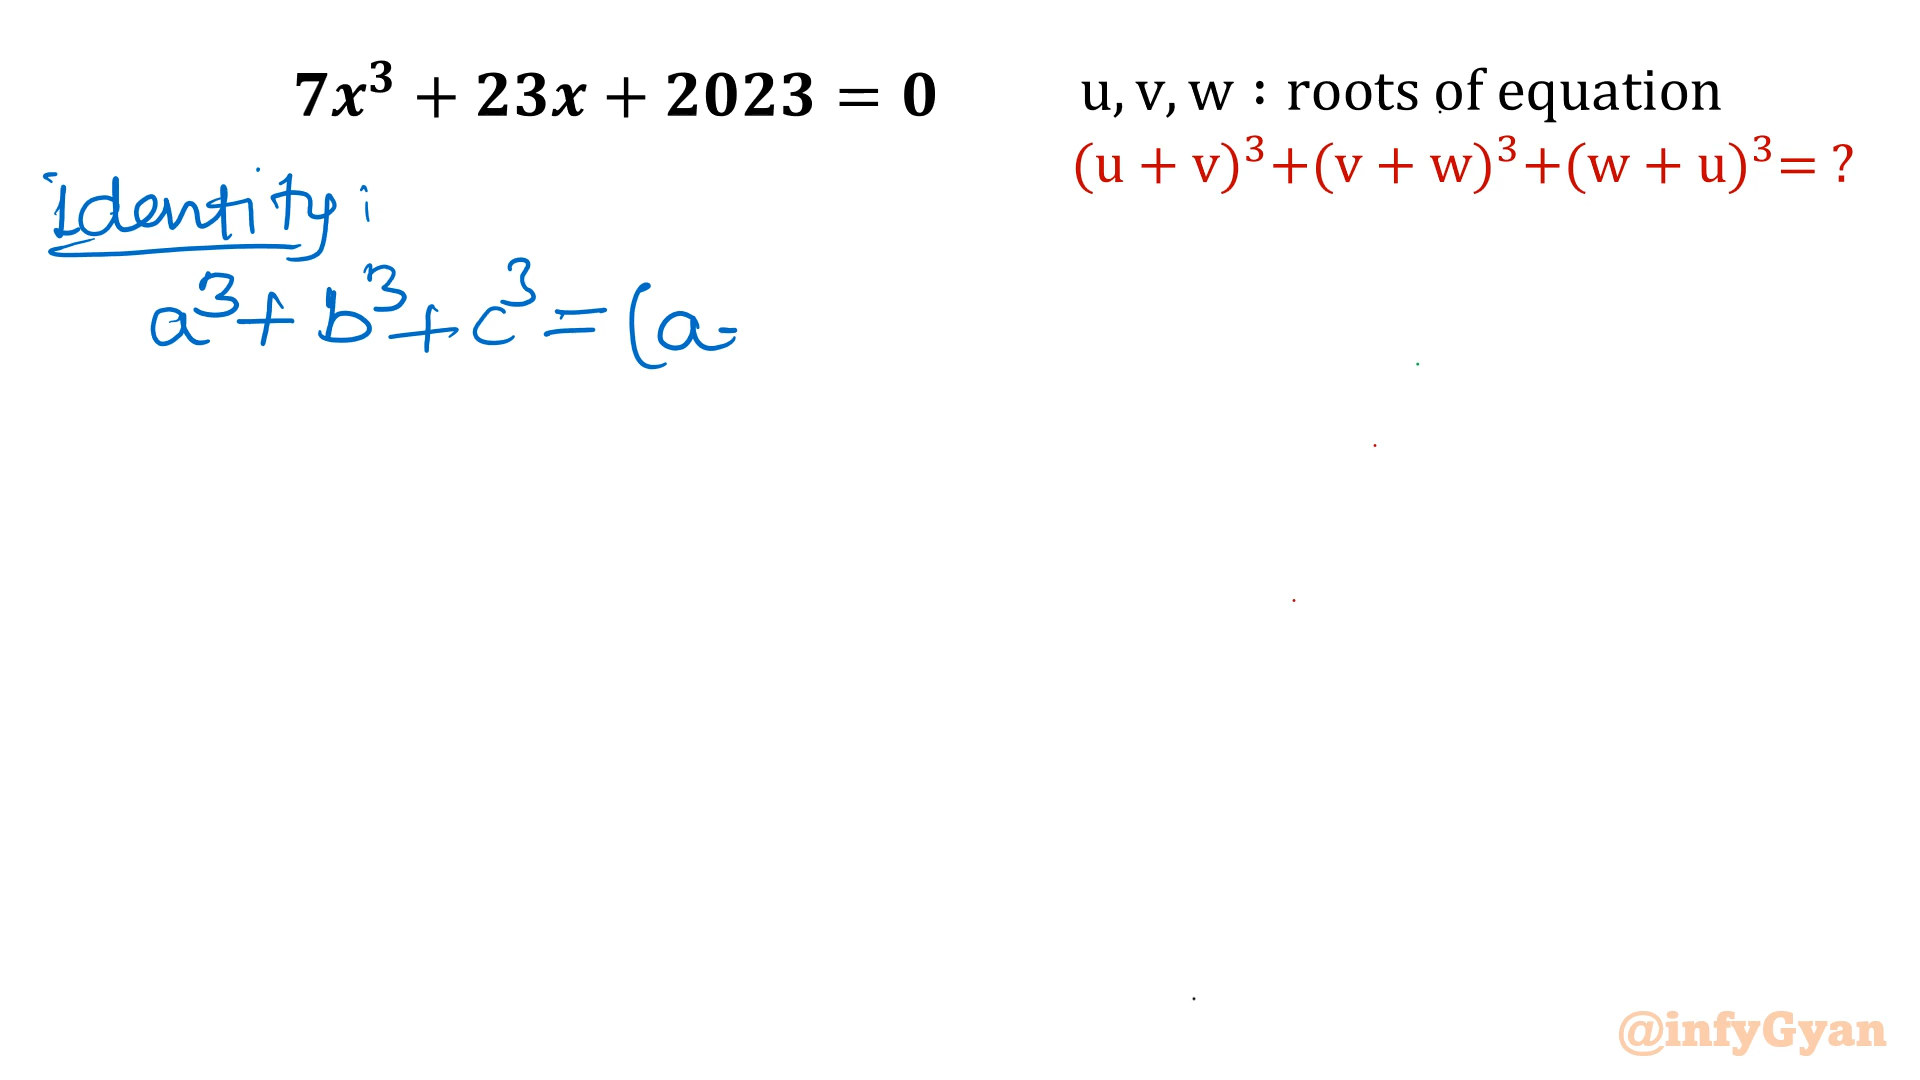 7x³ + 23x + 2023 = 0
u, v, w : roots of equation
(u + v)³+(v + w)³+(w + u)³= ?
Identity:
a³+ b³+ c³ = (a
@infyGyan